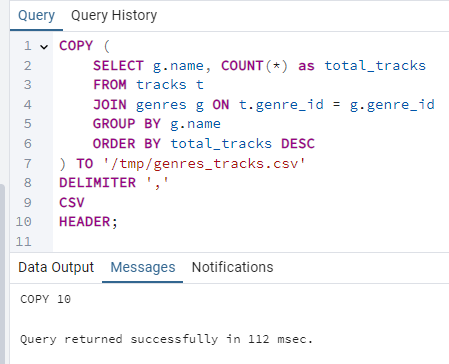 Query Query History
1 COPY (
2 SELECT g.name, COUNT(*) as total_tracks
3 FROM tracks t
4 JOIN genres g ON t.genre_id = g.genre_id
5 GROUP BY g.name
6 ORDER BY total_tracks DESC
7 ) TO '/tmp/genres_tracks.csv'
8 DELIMITER ','
9 CSV
10 HEADER;
11
Data Output Messages Notifications
COPY 10
Query returned successfully in 112 msec.